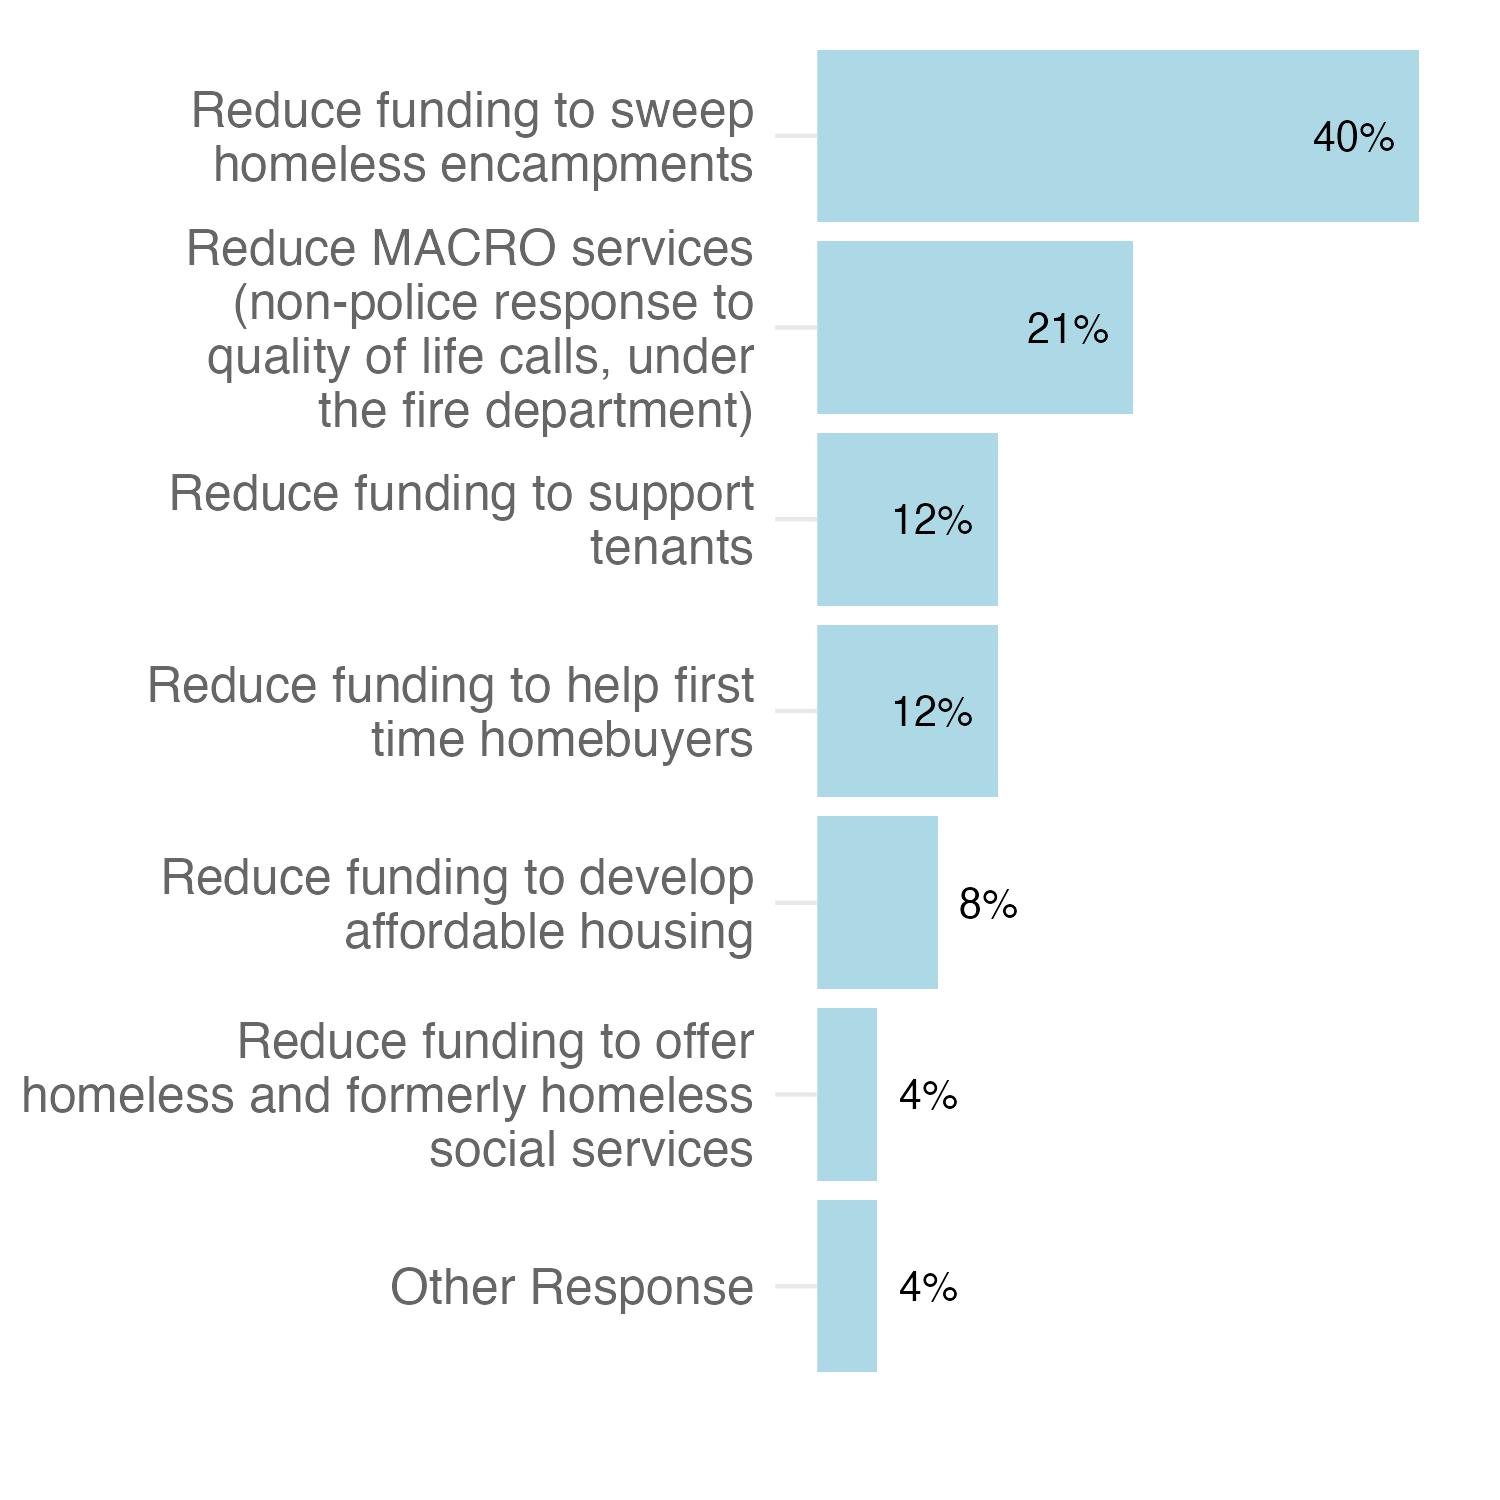 Reduce funding to sweep
homeless encampments
40%
Reduce MACRO services
(non-police response to
quality of life calls, under
the fire department)
21%
Reduce funding to support
tenants
12%
Reduce funding to help first
time homebuyers
12%
Reduce funding to develop
affordable housing
8%
Reduce funding to offer
homeless and formerly homeless
social services
4%
Other Response
4%